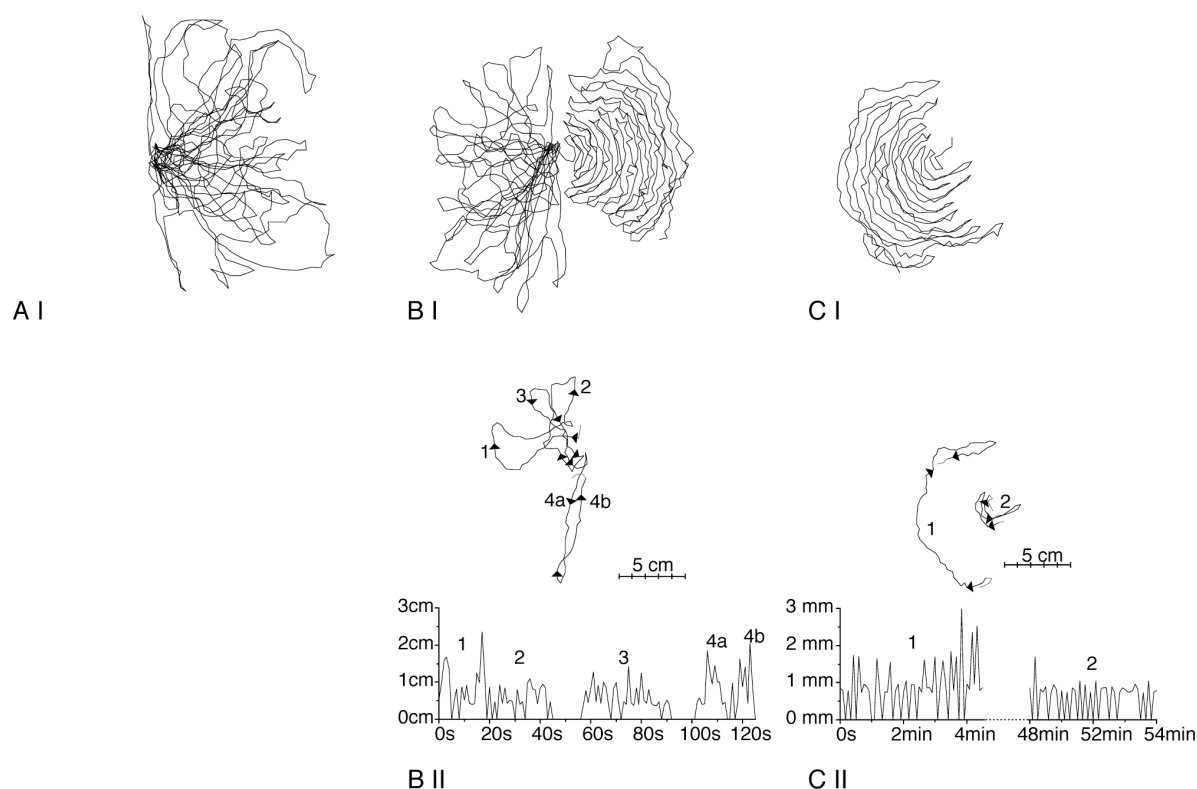 A I
B I
C I
3 2
1
4a 4b
5 cm
1
2
5 cm
3cm
2cm
1cm
0cm
1
2
3
4a
4b
0s 20s 40s 60s 80s 100s 120s
3 mm
2 mm
1 mm
0 mm
1
2
0s 2min 4min 48min 52min 54min
B II
C II